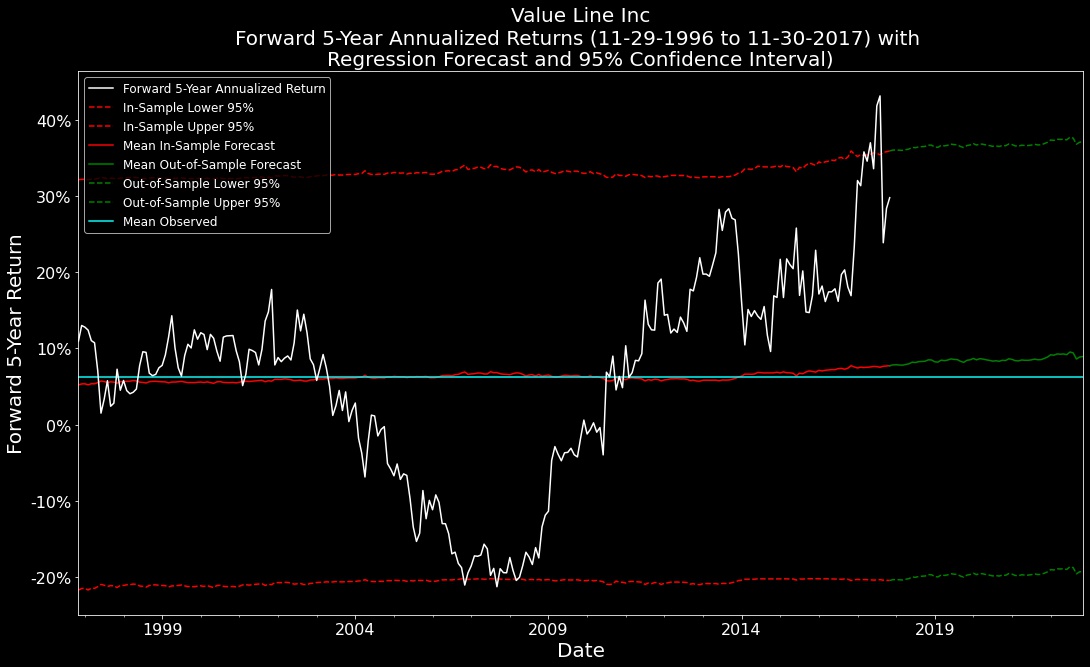 Value Line Inc
Forward 5-Year Annualized Returns (11-29-1996 to 11-30-2017) with
Regression Forecast and 95% Confidence Interval)
Forward 5-Year Annualized Return
In-Sample Lower 95%
In-Sample Upper 95%
Mean In-Sample Forecast
Mean Out-of-Sample Forecast
Out-of-Sample Lower 95%
Out-of-Sample Upper 95%
Mean Observed
Forward 5-Year Return
40%
30%
20%
10%
0%
-10%
-20%
1999 2004 2009 2014 2019
Date